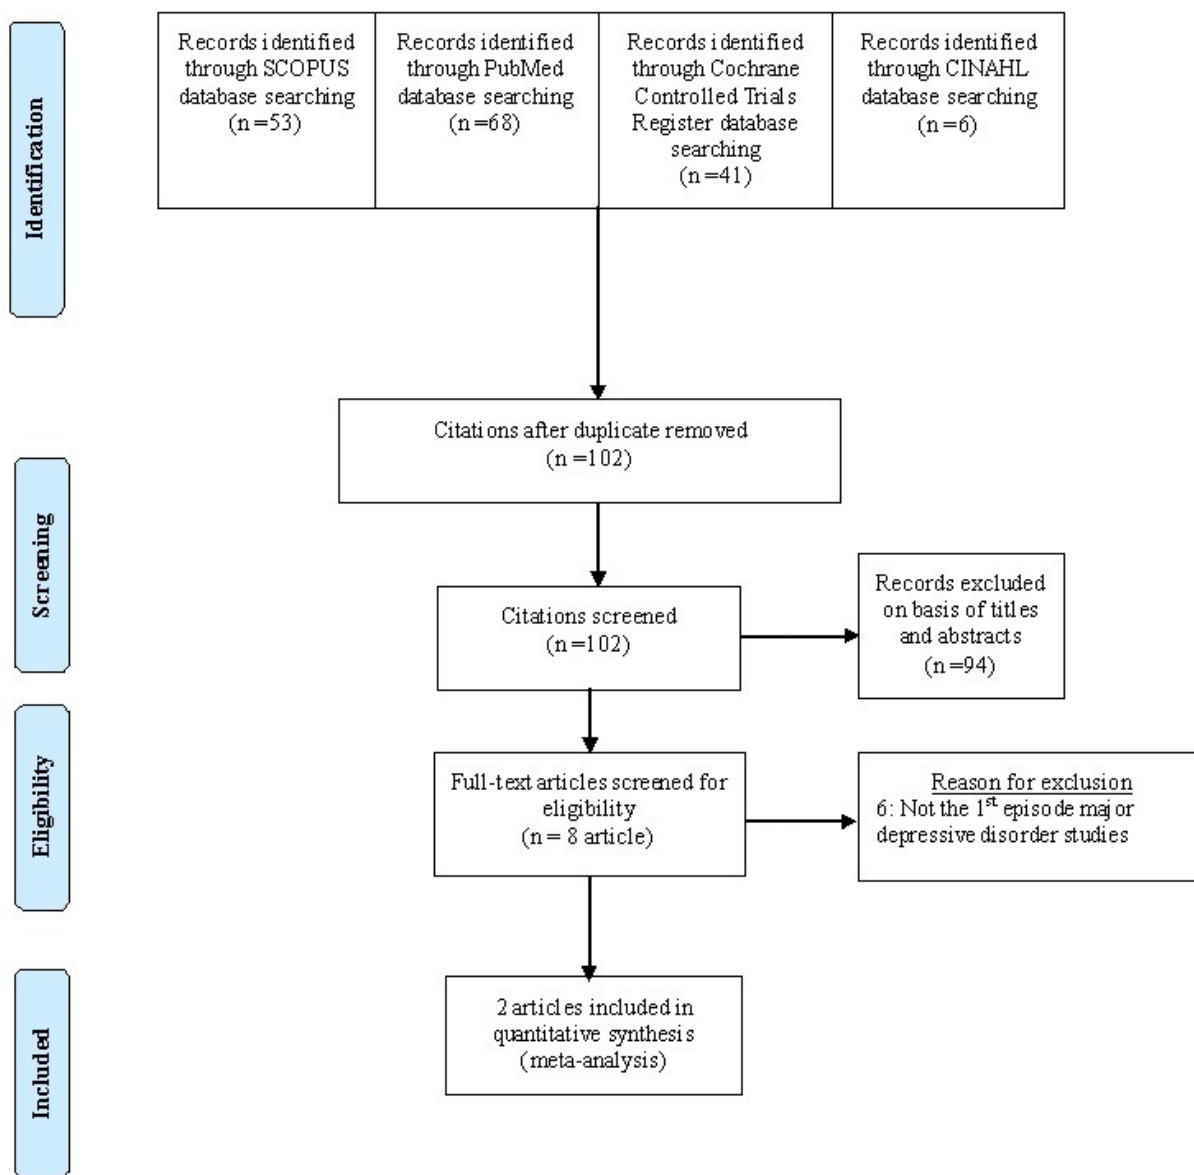 Identification
Records identified
through SCOPUS
database searching
(n=53)
Records identified
through PubMed
database searching
(n=68)
Records identified
through Cochrane
Controlled Trials
Register database
searching
(n=41)
Records identified
through CINAHL
database searching
(n=6)
Screening
Citations after duplicate removed
(n=102)
Citations screened
(n=102)
Records excluded
on basis of titles
and abstracts
(n=94)
Eligibility
Full-text articles screened for
eligibility
(n= 8 article)
Reason for exclusion
6: Not the 1st episode major
depressive disorder studies
Included
2 articles included in
quantitative synthesis
(meta-analysis)